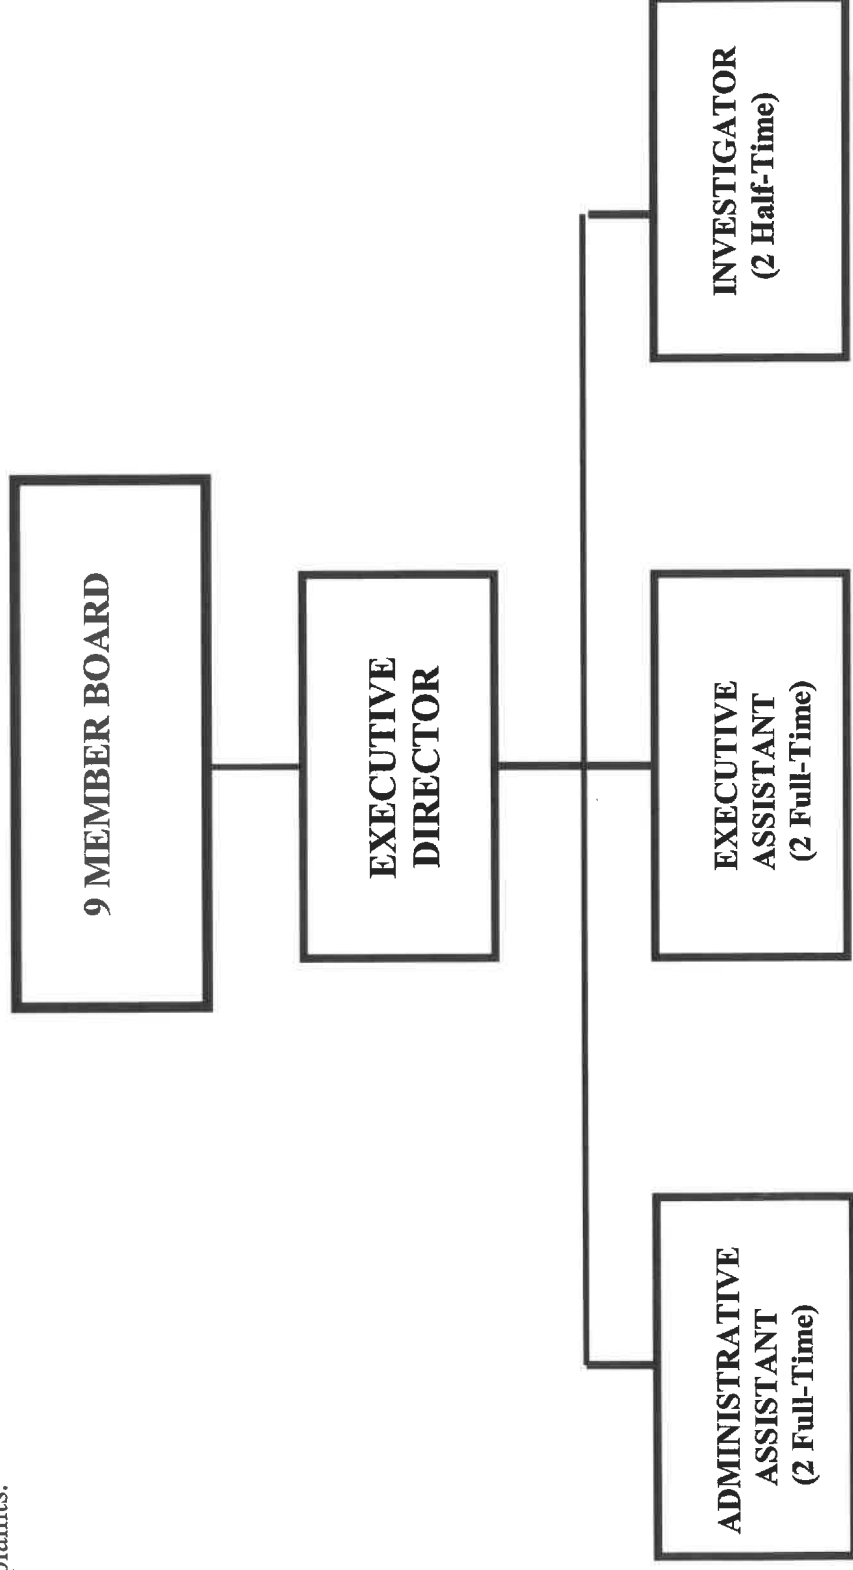 plaints.
9 MEMBER BOARD
EXECUTIVE
DIRECTOR
ADMINISTRATIVE
ASSISTANT
(2 Full-Time)
EXECUTIVE
ASSISTANT
(2 Full-Time)
INVESTIGATOR
(2 Half-Time)